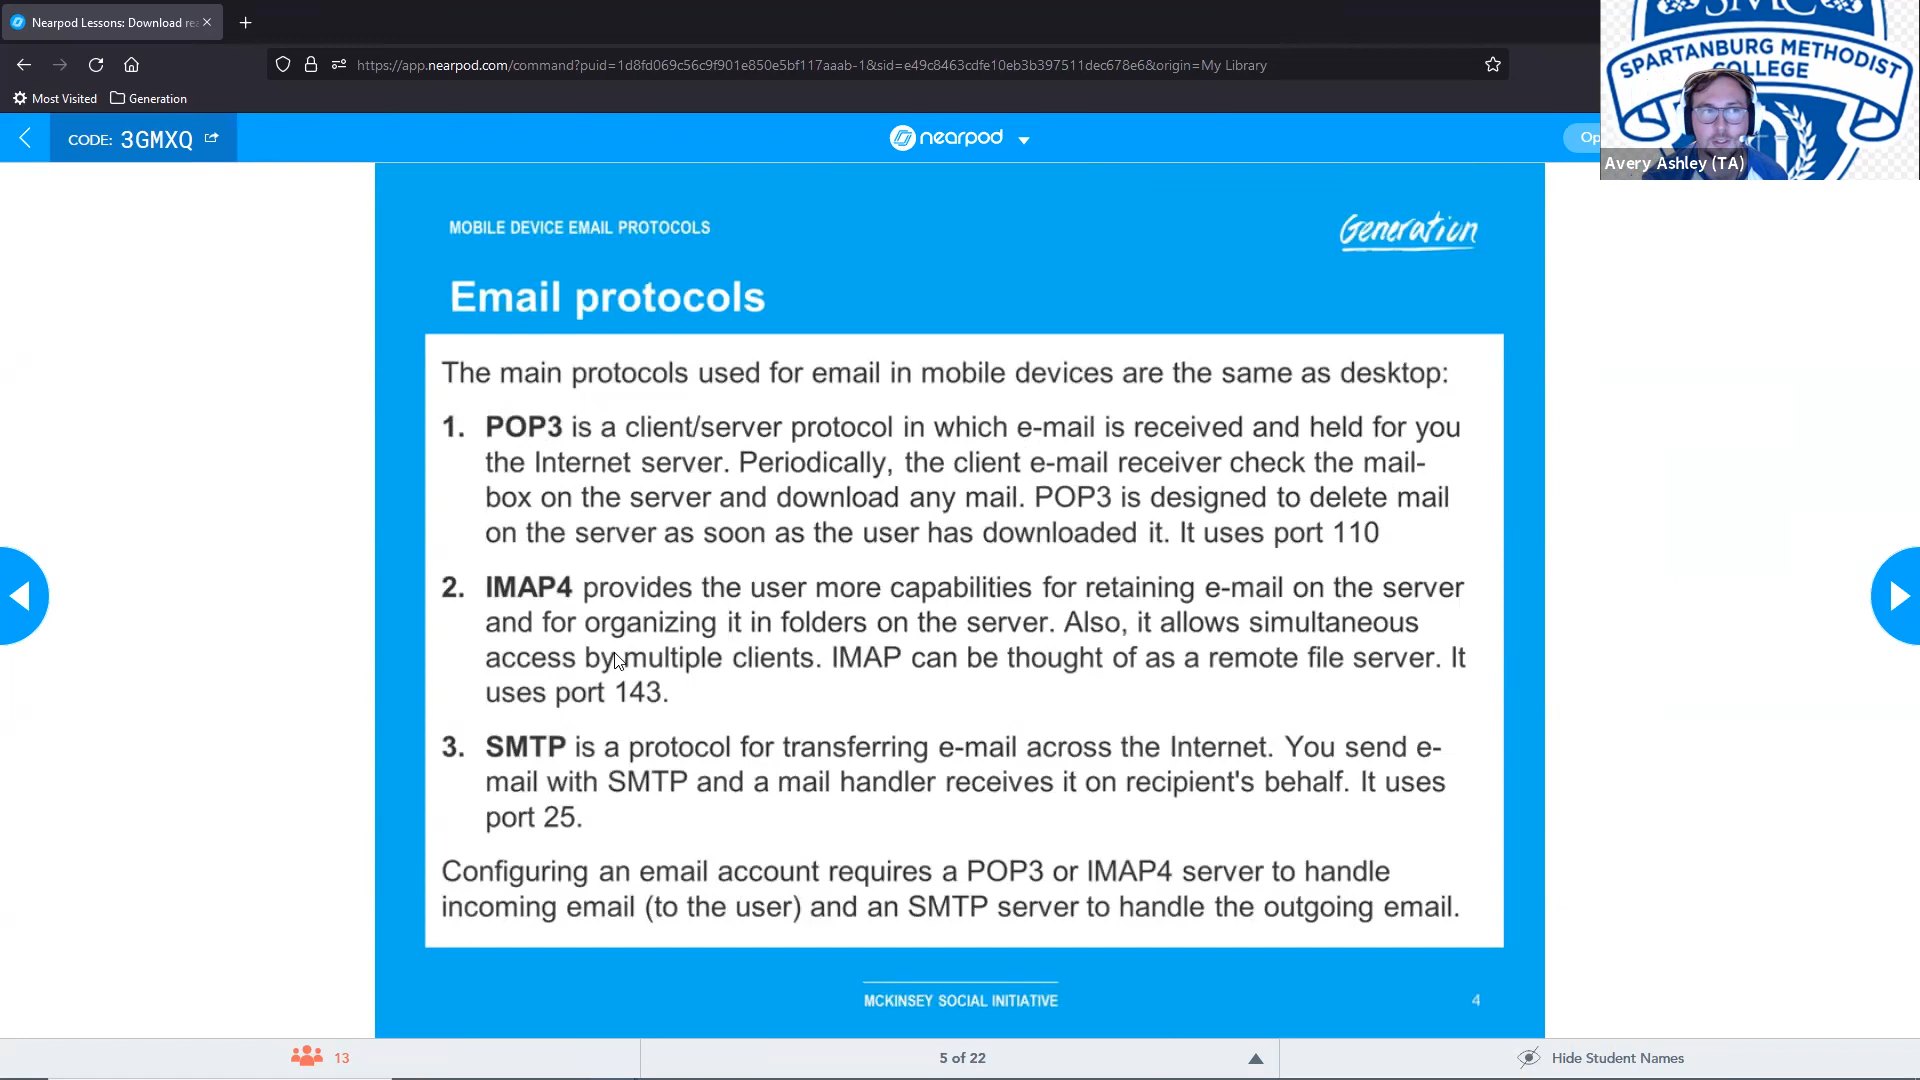 Nearpod Lessons: Download re
https://app.nearpod.com/command?puid=1d8fd069c56c9f901e850e5bf117aaab-1&sid=e49c8463cdfe10eb3b397511dec678e6&origin=My Library
Most Visited
Generation
SMC
SPARTANBURG METHODIST
COLLEGE
Avery Ashley (TA)
CODE: 3GMXQ
nearpod
Op
MOBILE DEVICE EMAIL PROTOCOLS
Generation
Email protocols
The main protocols used for email in mobile devices are the same as desktop:
1. POP3 is a client/server protocol in which e-mail is received and held for you
the Internet server. Periodically, the client e-mail receiver check the mail-
box on the server and download any mail. POP3 is designed to delete mail
on the server as soon as the user has downloaded it. It uses port 110
2. IMAP4 provides the user more capabilities for retaining e-mail on the server
and for organizing it in folders on the server. Also, it allows simultaneous
access by multiple clients. IMAP can be thought of as a remote file server. It
uses port 143.
3. SMTP is a protocol for transferring e-mail across the Internet. You send e-
mail with SMTP and a mail handler receives it on recipient's behalf. It uses
port 25.
Configuring an email account requires a POP3 or IMAP4 server to handle
incoming email (to the user) and an SMTP server to handle the outgoing email.
MCKINSEY SOCIAL INITIATIVE
4
13
5 of 22
Hide Student Names